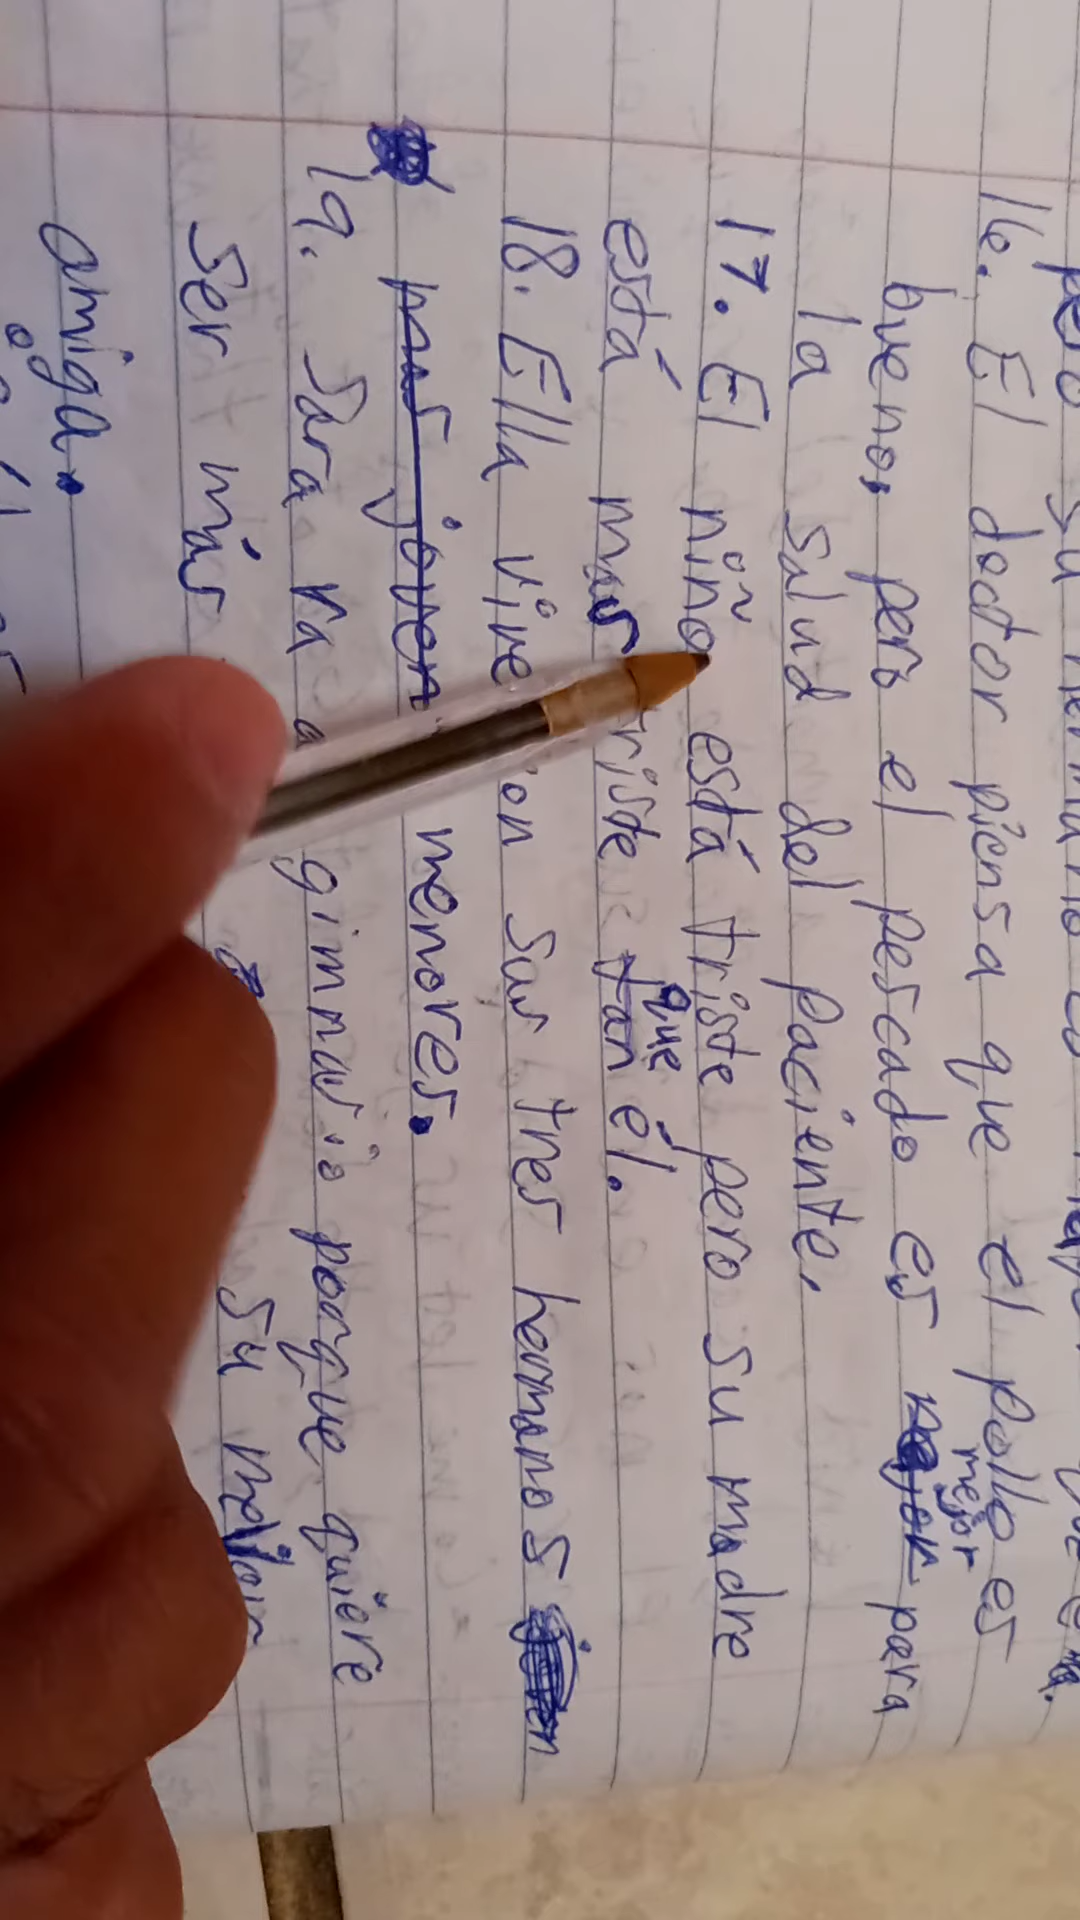 16. El doctor piensa que el pollo es
bueno, pero el pescado es mejor para
la salud del paciente.
17. El niño está triste pero su madre
está mas triste que él.
18. Ella vive con sus tres hermanos
menores.
19. Sara va a gimnasio porque quiere
ser más su mejor
amiga.